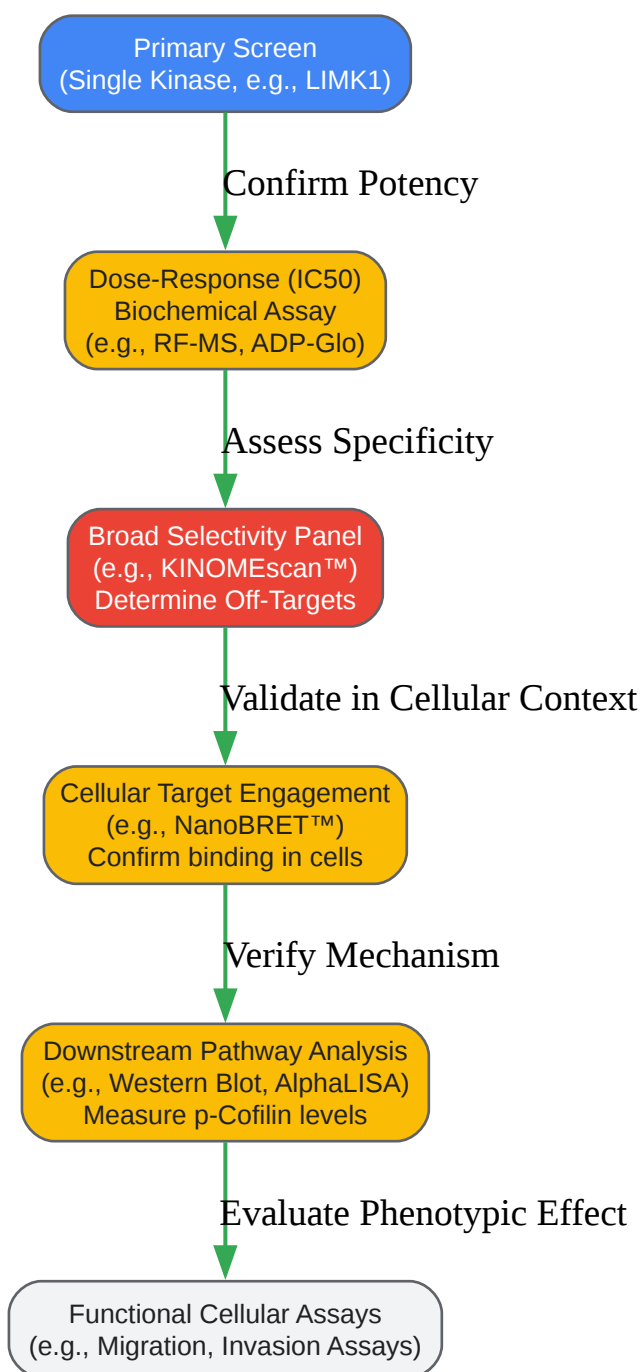 Primary Screen
(Single Kinase, e.g., LIMK1)
Confirm Potency
Dose-Response (IC50)
Biochemical Assay
(e.g., RF-MS, ADP-Glo)
Assess Specificity
Broad Selectivity Panel
(e.g., KINOMEscan™)
Determine Off-Targets
Validate in Cellular Context
Cellular Target Engagement
(e.g., NanoBRET™)
Confirm binding in cells
Verify Mechanism
Downstream Pathway Analysis
(e.g., Western Blot, AlphaLISA)
Measure p-Cofilin levels
Evaluate Phenotypic Effect
Functional Cellular Assays
(e.g., Migration, Invasion Assays)